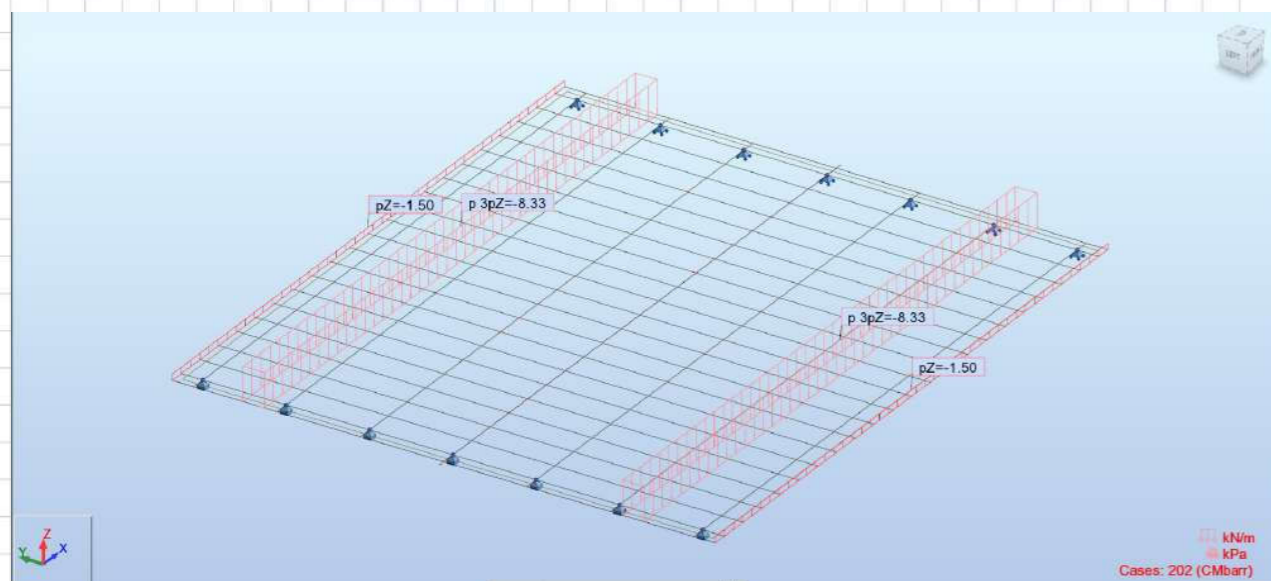 pZ=-1.50
p 3pZ=-8.33
p 3pZ=-8.33
pZ=-1.50
Z
Y
X
kN/m
kPa
Cases: 202 (CMbarr)